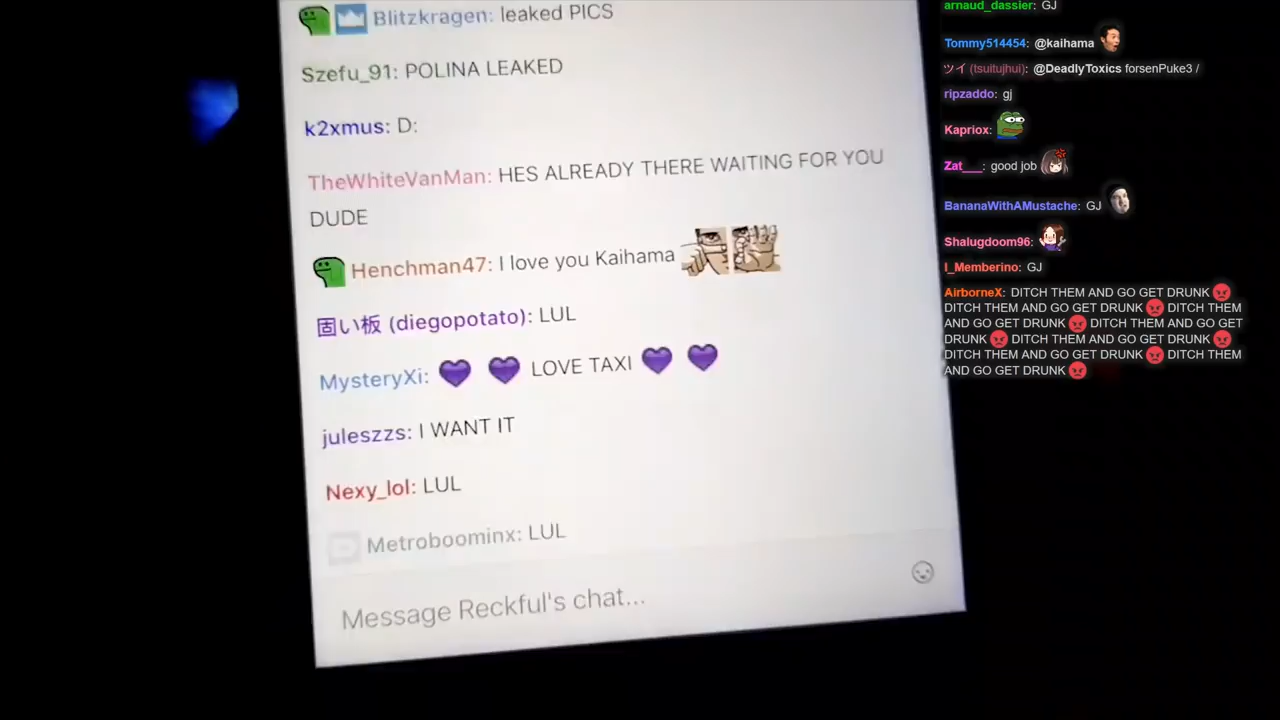 Blitzkragen: leaked PICS
Szefu_91: POLINA LEAKED
k2xmus: D:
TheWhiteVanMan: HES ALREADY THERE WAITING FOR YOU
DUDE
Henchman47: I love you Kaihama
固い板 (diegopotato): LUL
MysteryXi: 💜 💜 LOVE TAXI 💜 💜
juleszzs: I WANT IT
Nexy_lol: LUL
Metroboominx: LUL
Message Reckful's chat...
arnaud_dassier: GJ
Tommy514454: @kaihama
ツイ (tsuitujhui): @DeadlyToxics forsenPuke3 /
ripzaddo: gj
Kapriox:
Zat___: good job
BananaWithAMustache: GJ
Shalugdoom96:
I_Memberino: GJ
AirborneX: DITCH THEM AND GO GET DRUNK 😡
DITCH THEM AND GO GET DRUNK 😡 DITCH THEM
AND GO GET DRUNK 😡 DITCH THEM AND GO GET
DRUNK 😡 DITCH THEM AND GO GET DRUNK 😡
DITCH THEM AND GO GET DRUNK 😡 DITCH THEM
AND GO GET DRUNK 😡